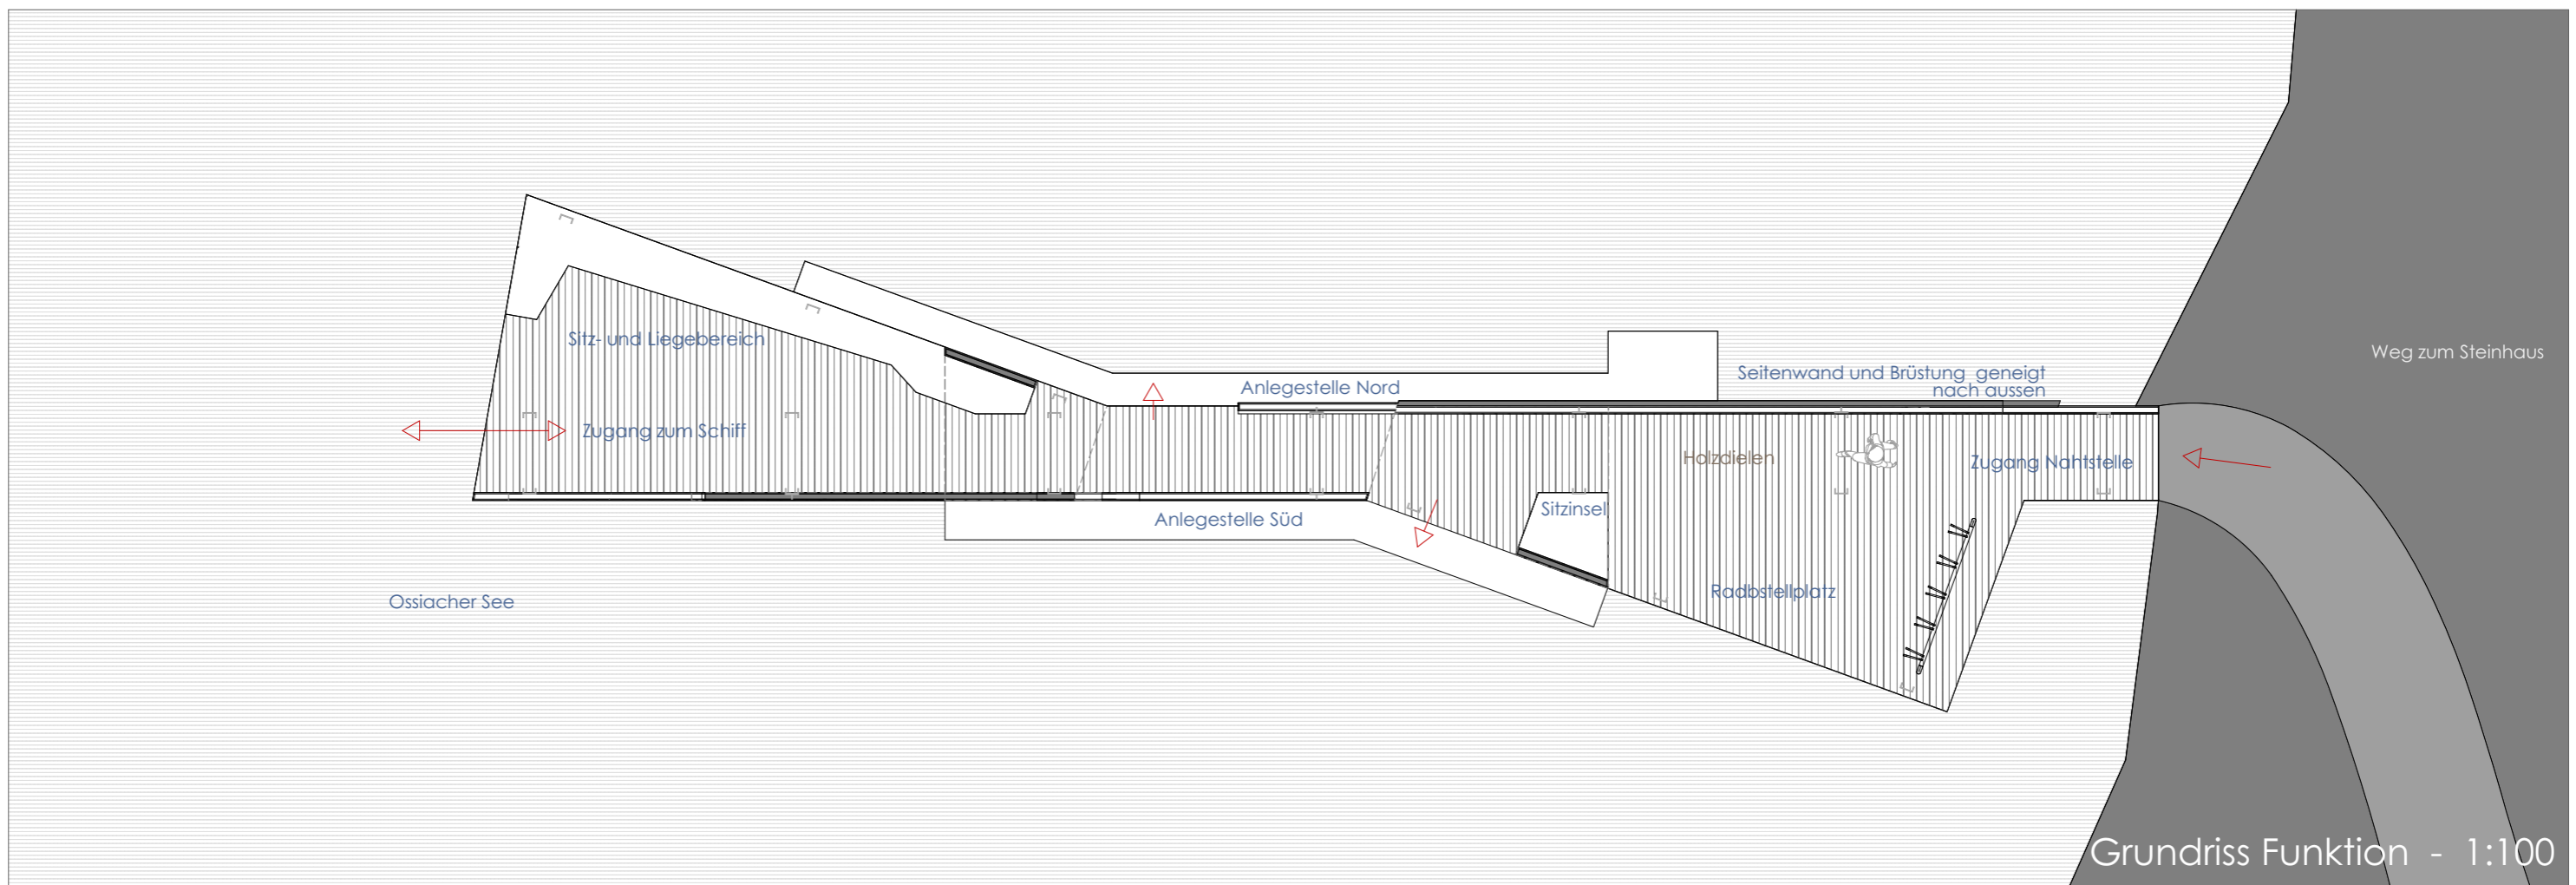 Sitz- und Liegebereich
Anlegestelle Nord
Seitenwand und Brüstung geneigt
nach aussen
Weg zum Steinhaus
Zugang zum Schiff
Holzdielen
Zugang Nahtstelle
Anlegestelle Süd
Sitzinsel
Ossiacher See
Radbstellplatz
Grundriss Funktion - 1:100